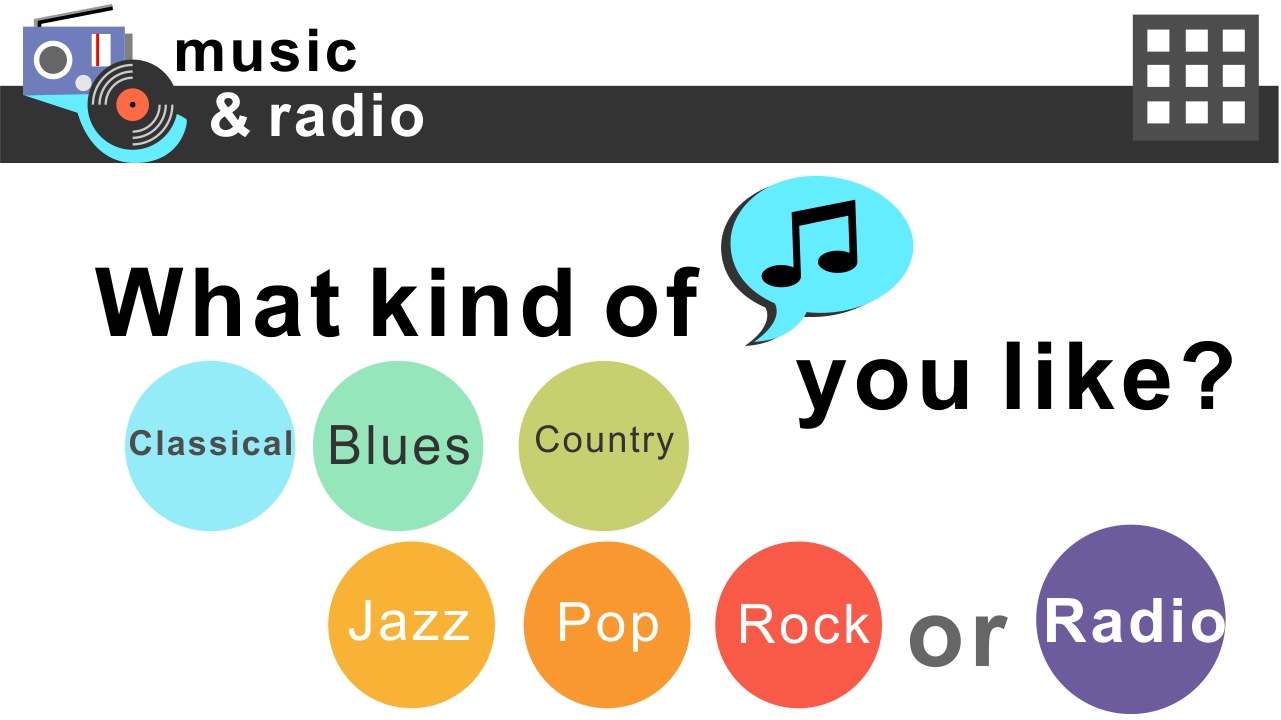 music
& radio
What kind of
you like?
Classical Blues Country
Jazz Pop Rock or Radio